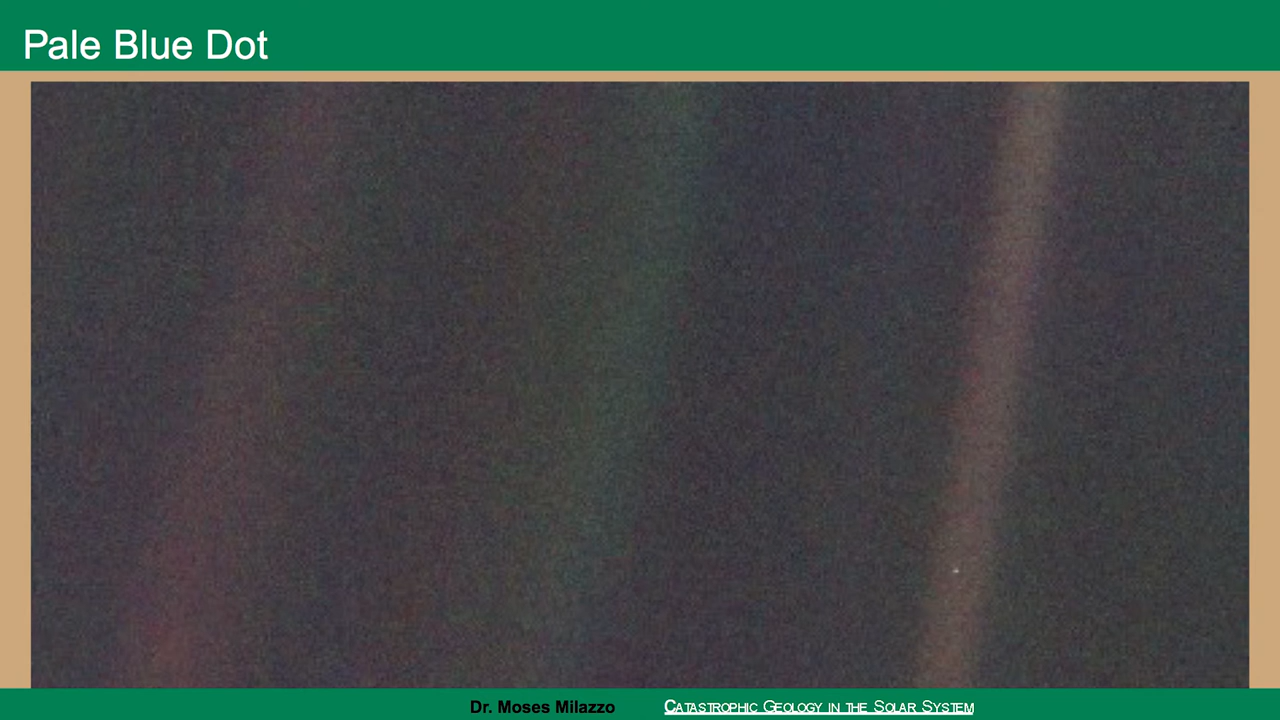 Pale Blue Dot
Dr. Moses Milazzo Catastrophic Geology in the Solar System